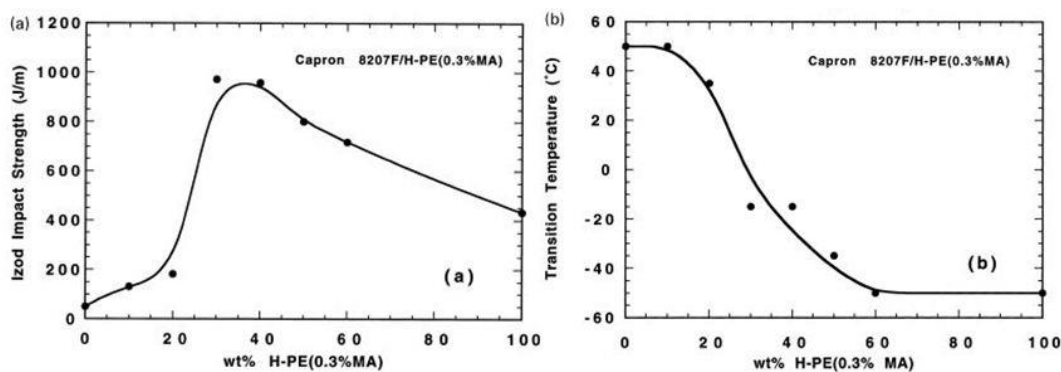 (a)
1200
1000
800
600
400
200
0
Izod Impact Strength (J/m)
Capron 8207F/H-PE(0.3%MA)
(a)
0 20 40 60 80 100
wt% H-PE(0.3%MA)
(b)
60
40
20
0
-20
-40
-60
Transition Temperature (°C)
Capron 8207F/H-PE(0.3%MA)
(b)
0 20 40 60 80 100
wt% H-PE(0.3% MA)